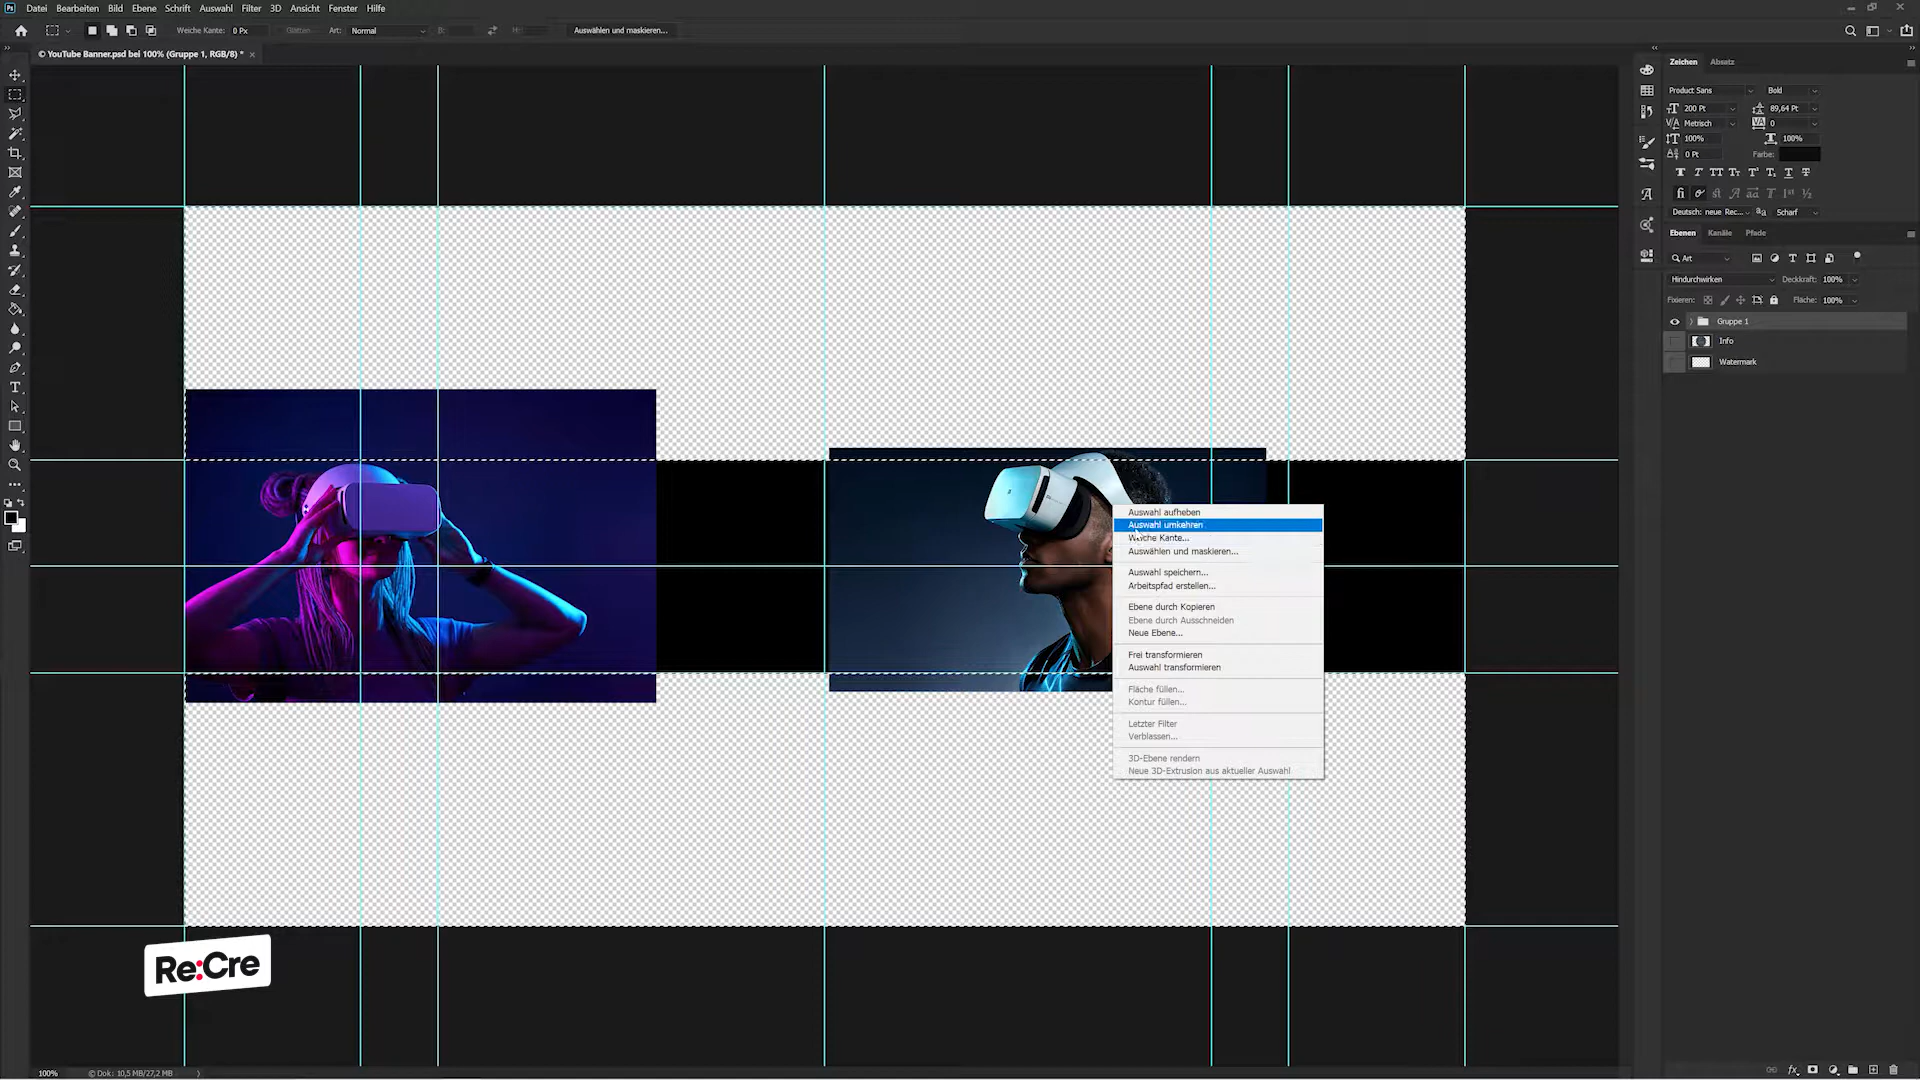 Ps Datei Bearbeiten Bild Ebene Schrift Auswahl Filter 3D Ansicht Fenster Hilfe
Weiche Kante: 0 Px Glätten Art: Normal B: H: Auswählen und maskieren...
© YouTube Banner.psd bei 100% (Gruppe 1, RGB/8) * ×
Zeichen Absatz
Product Sans Bold
200 Pt 89,64 Pt
Metrisch 0
100% 100%
0 Pt Farbe:
Deutsch: neue Rec... aa Scharf
Ebenen Kanäle Pfade
Art
Hindurchwirken Deckkraft: 100%
Fixieren: Fläche: 100%
Gruppe 1
Info
Watermark
Auswahl aufheben
Auswahl umkehren
Weiche Kante...
Auswählen und maskieren...
Auswahl speichern...
Arbeitspfad erstellen...
Ebene durch Kopieren
Ebene durch Ausschneiden
Neue Ebene...
Frei transformieren
Auswahl transformieren
Fläche füllen...
Kontur füllen...
Letzter Filter
Verblassen...
3D-Ebene rendern
Neue 3D-Extrusion aus aktueller Auswahl
Re:Cre
100% © Dok: 10,5 MB/27,2 MB